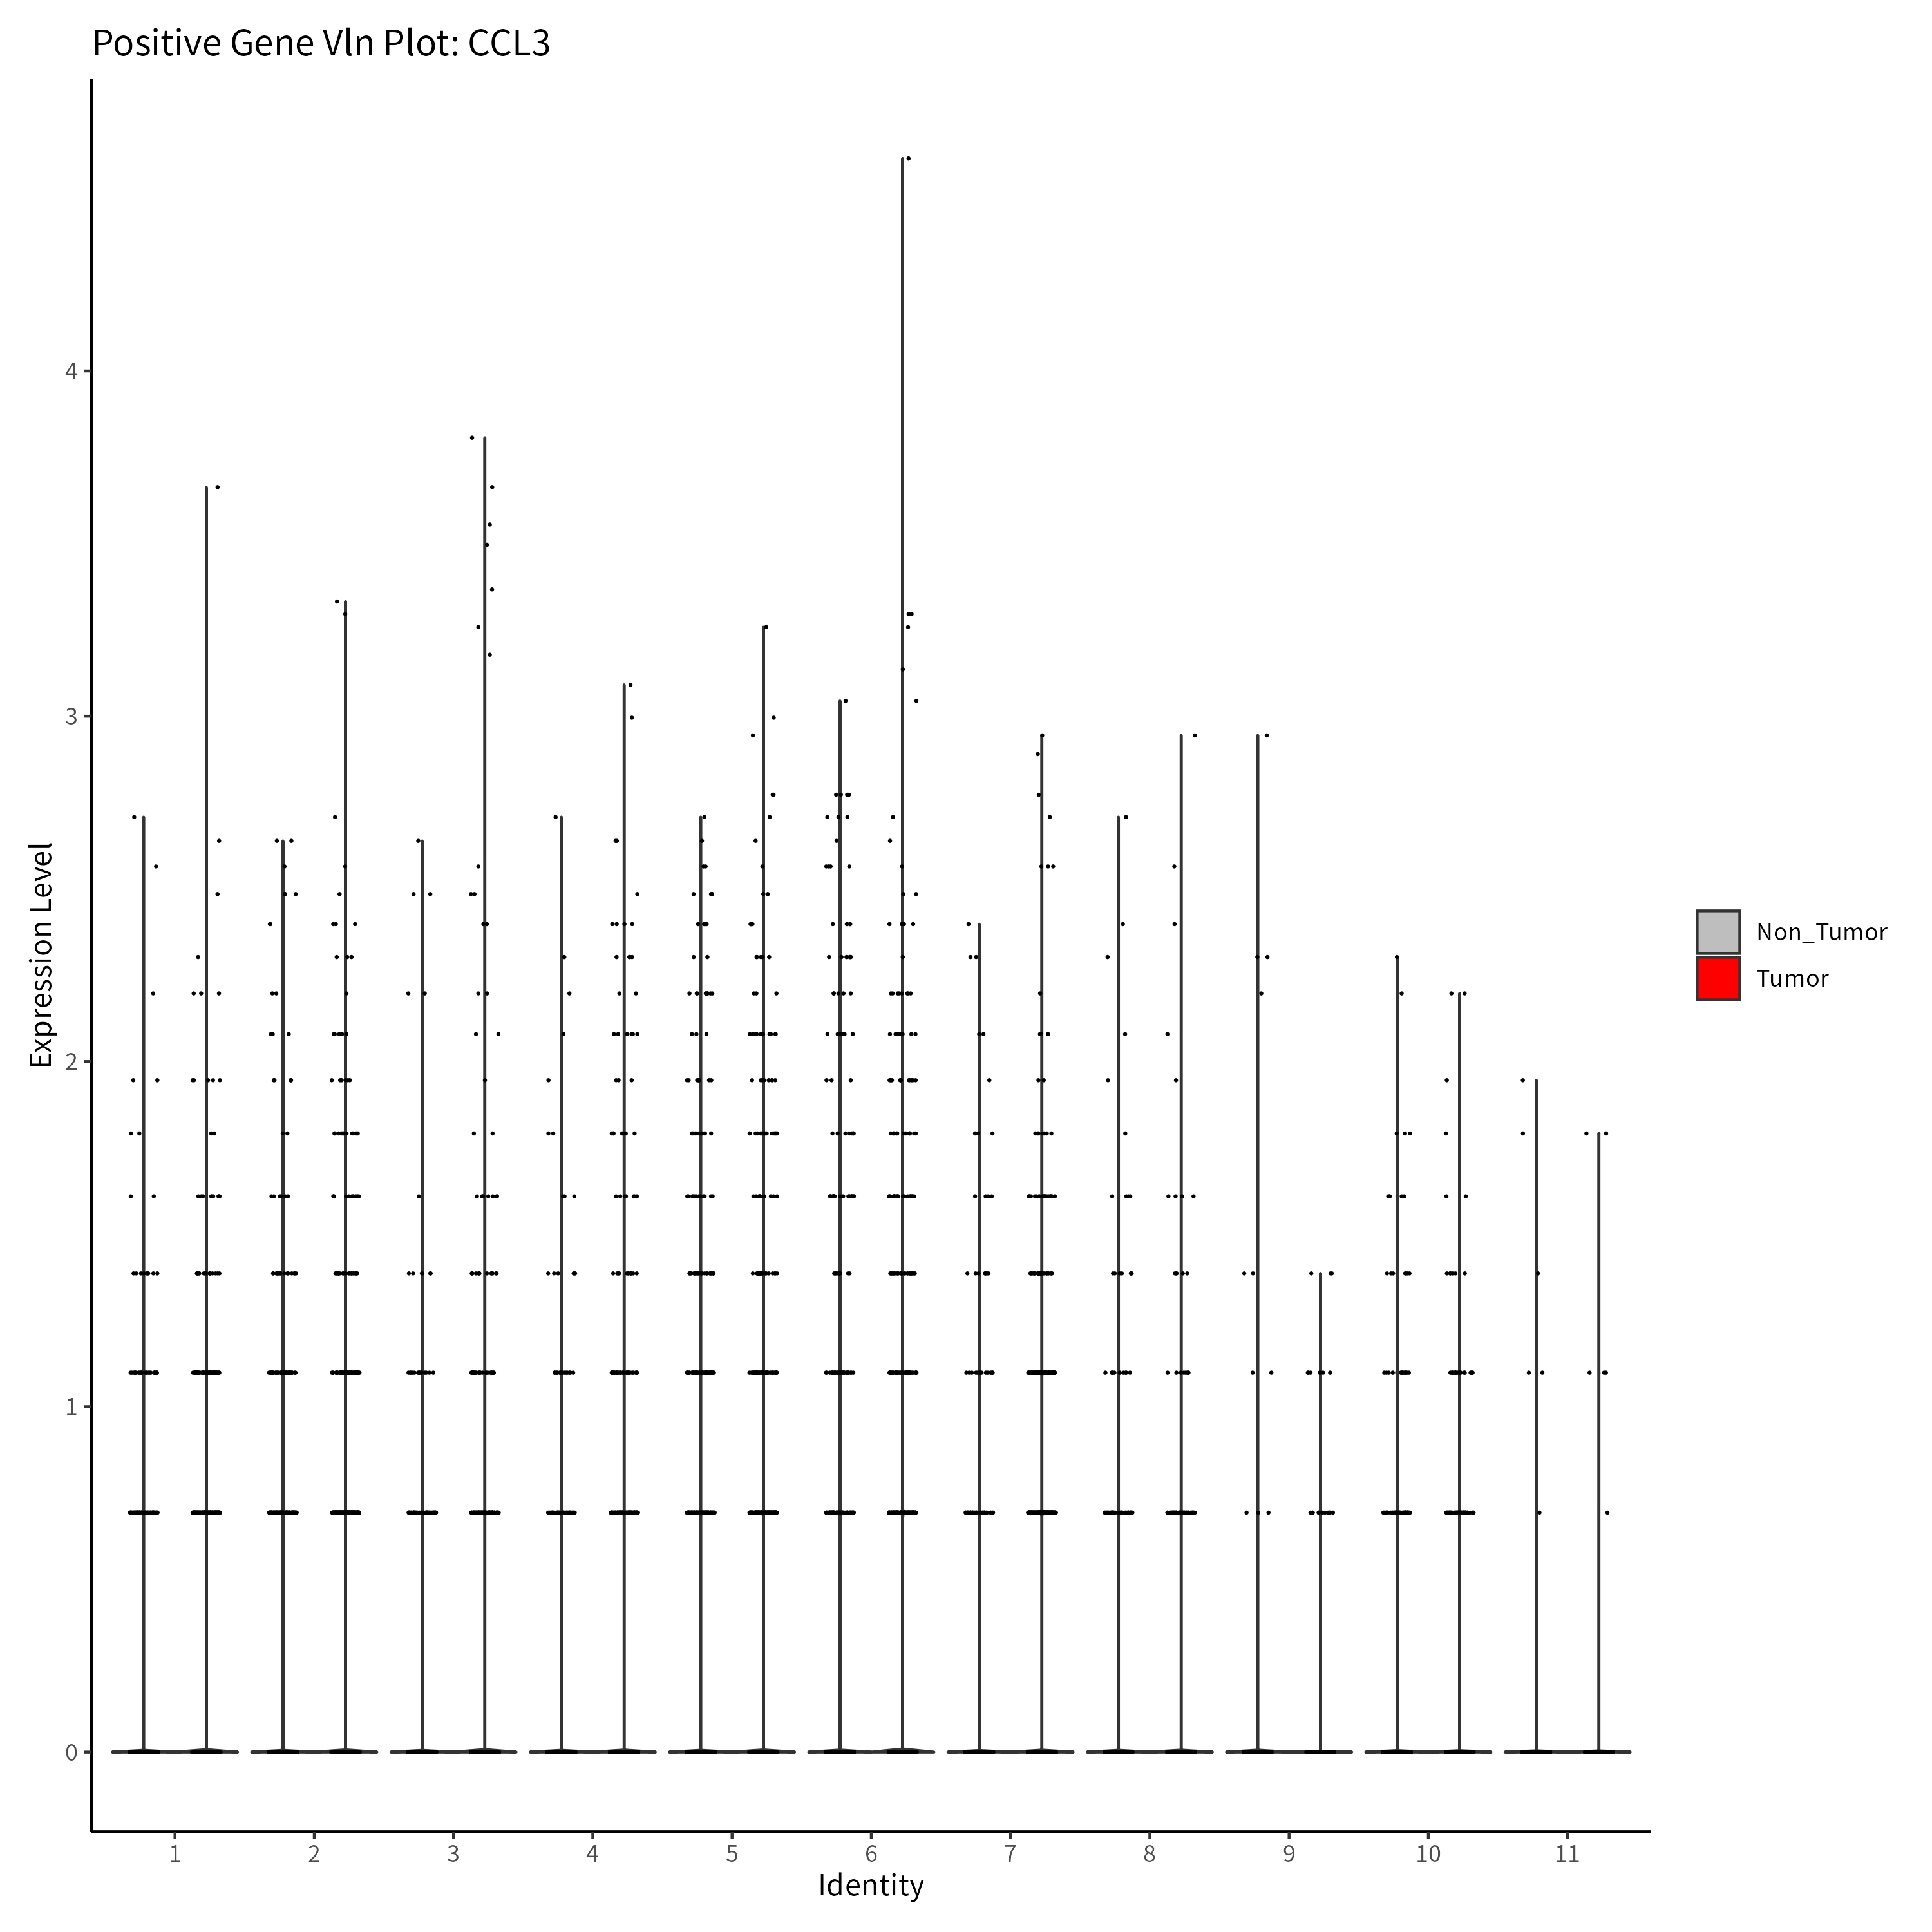 Positive Gene Vln Plot: CCL3
Expression Level
4
3
2
1
0
1 2 3 4 5 6 7 8 9 10 11
Identity
Non_Tumor
Tumor